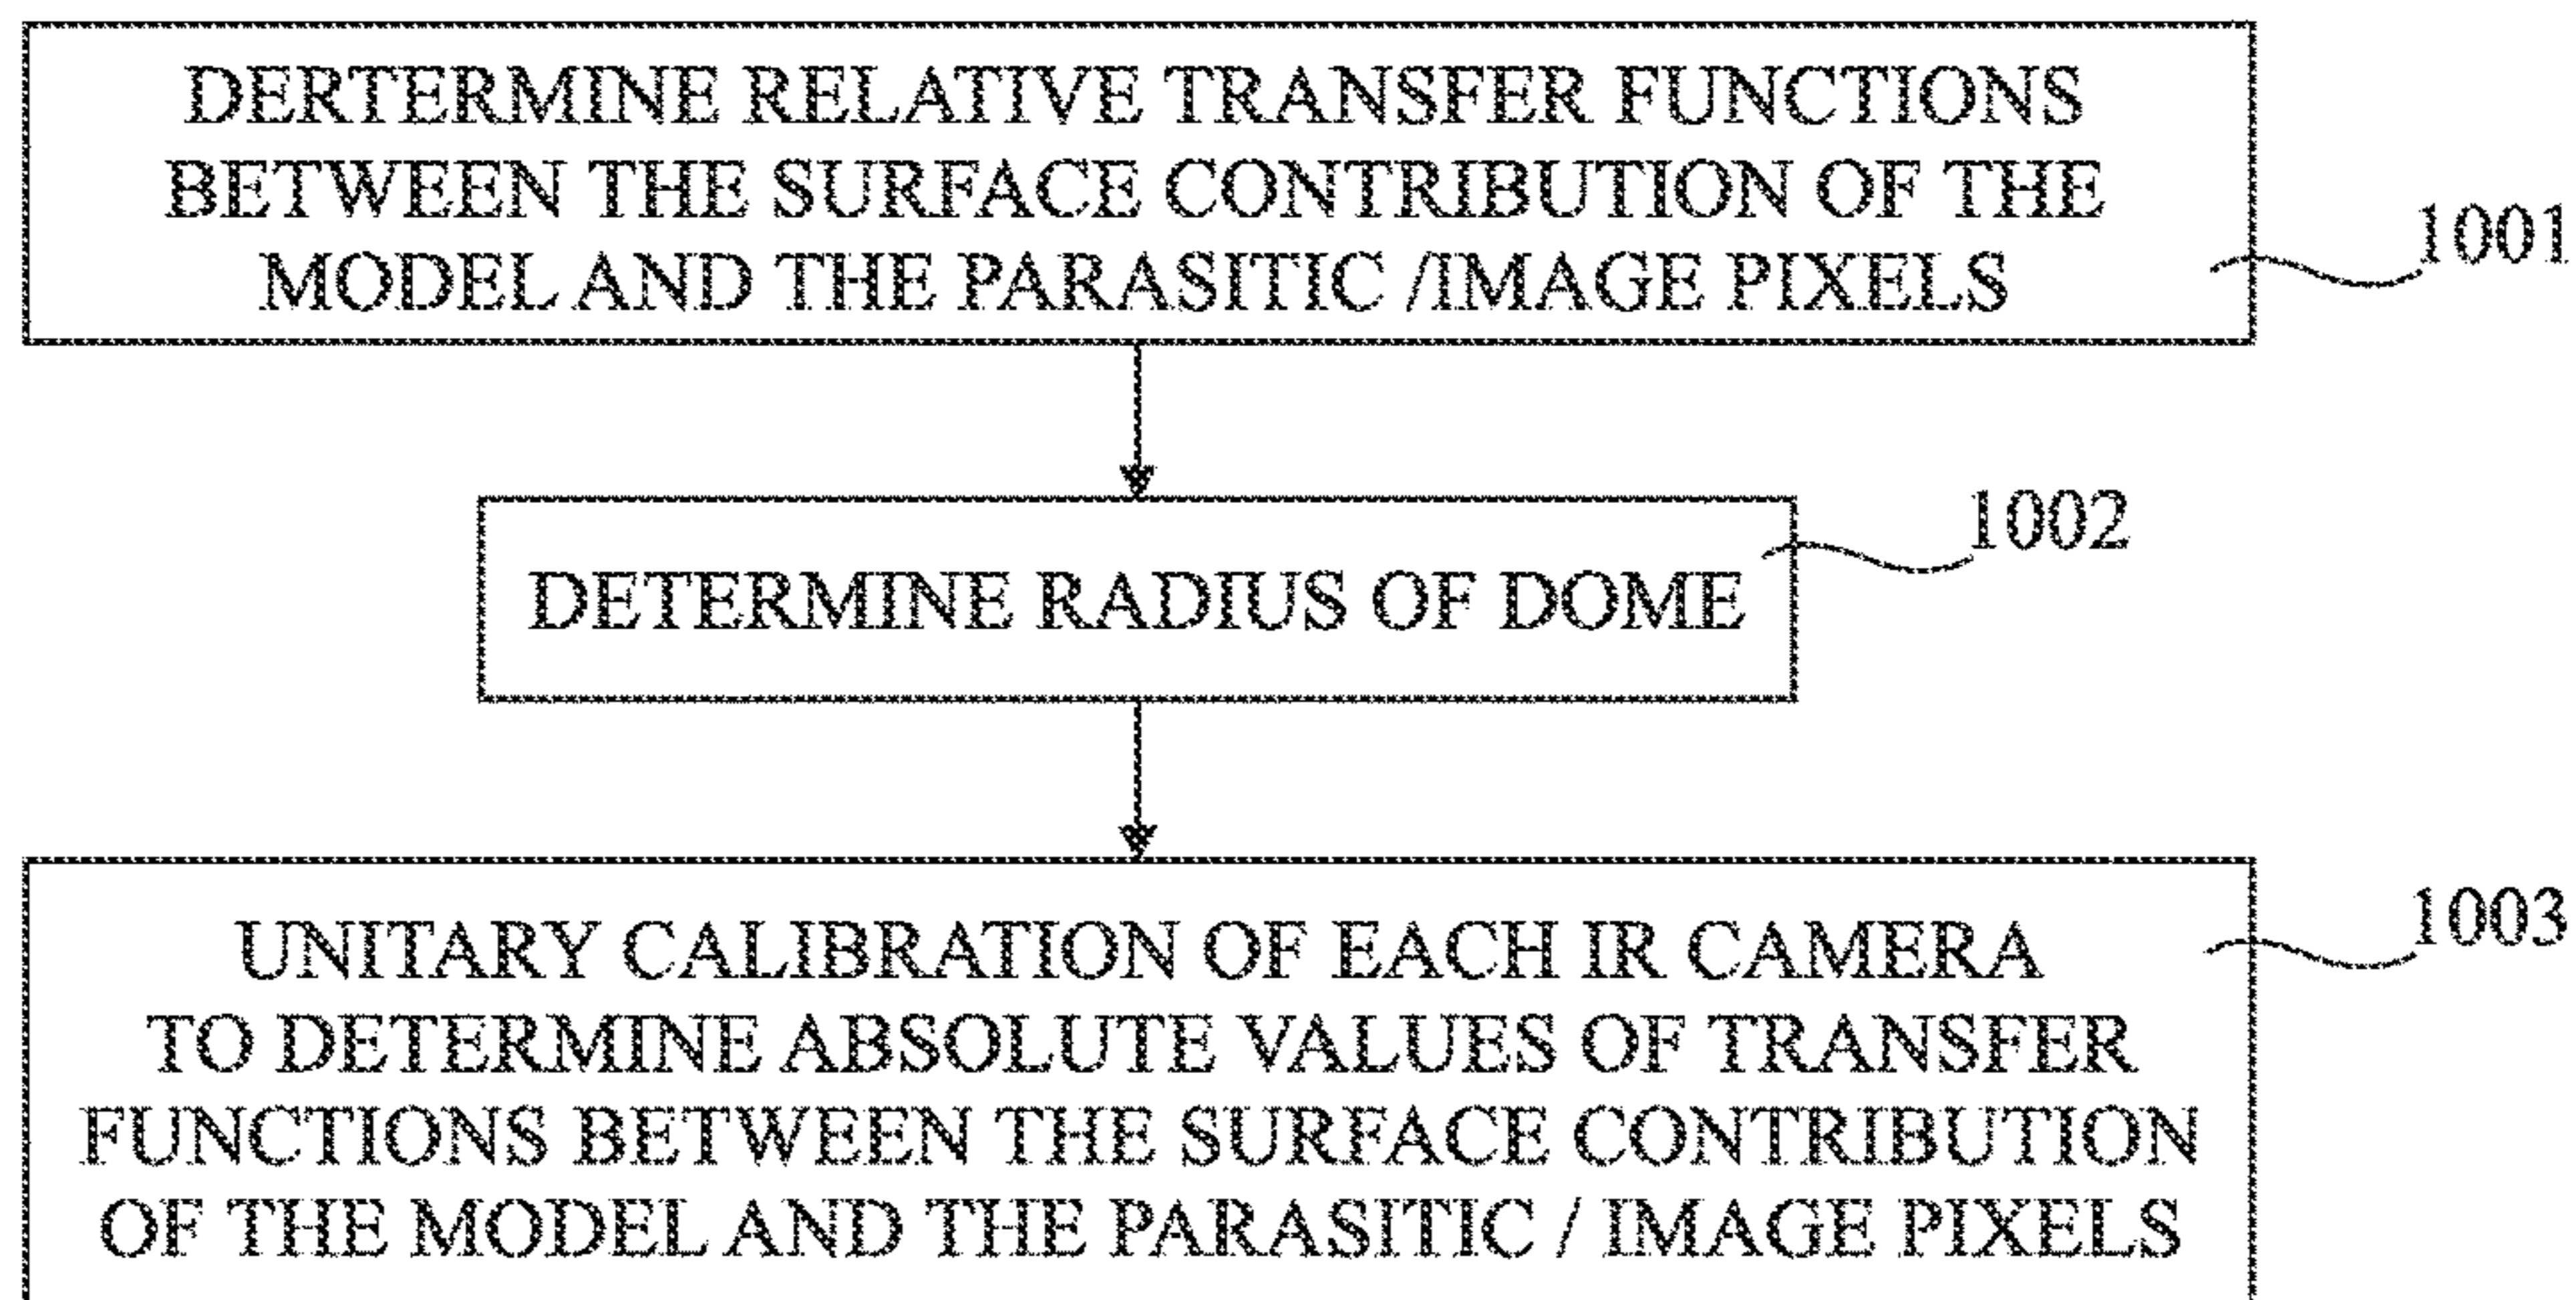 DERTERMINE RELATIVE TRANSFER FUNCTIONS
BETWEEN THE SURFACE CONTRIBUTION OF THE
MODEL AND THE PARASITIC /IMAGE PIXELS
1001
1002
DETERMINE RADIUS OF DOME
1003
UNITARY CALIBRATION OF EACH IR CAMERA
TO DETERMINE ABSOLUTE VALUES OF TRANSFER
FUNCTIONS BETWEEN THE SURFACE CONTRIBUTION
OF THE MODEL AND THE PARASITIC / IMAGE PIXELS